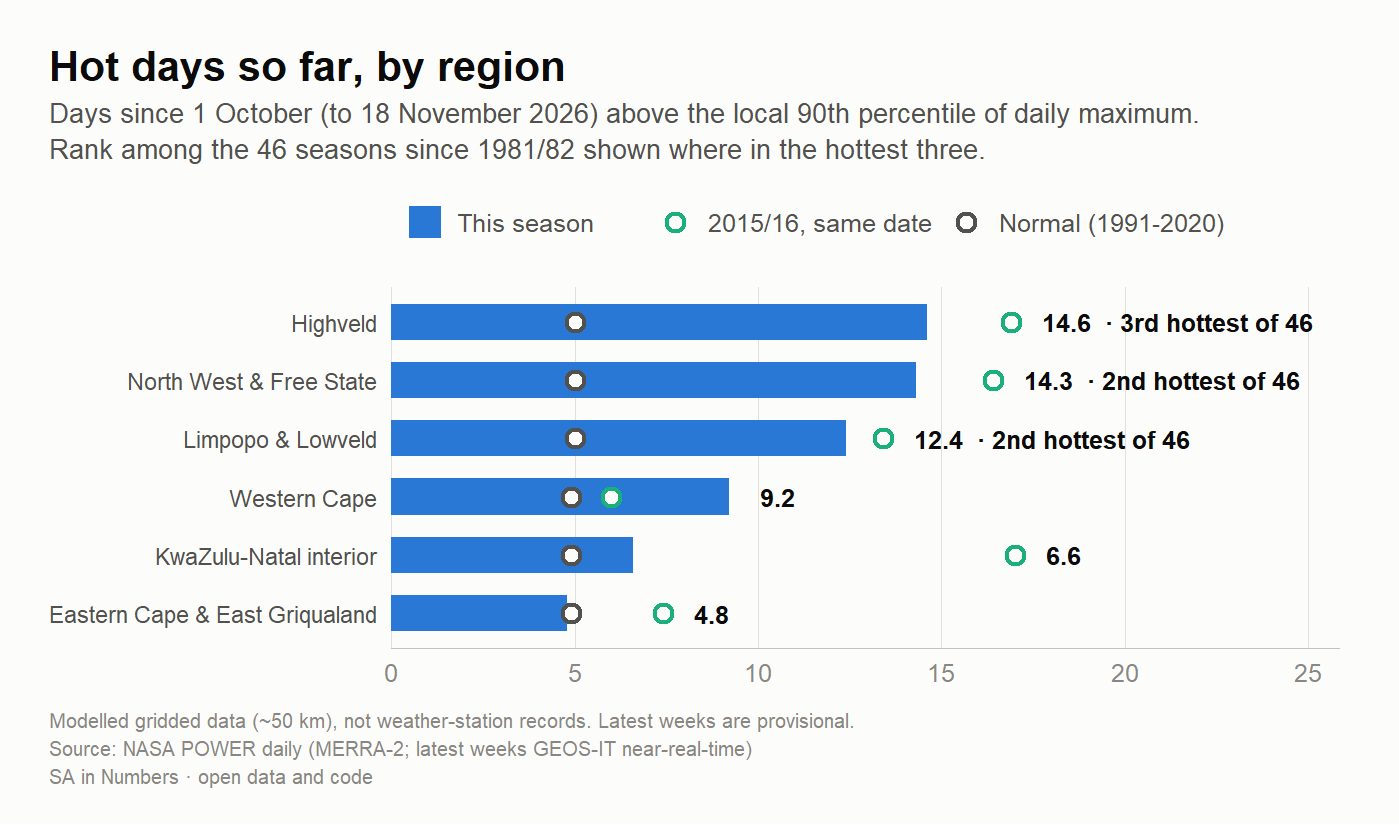 Hot days so far, by region
Days since 1 October (to 18 November 2026) above the local 90th percentile of daily maximum.
Rank among the 46 seasons since 1981/82 shown where in the hottest three.
This season 2015/16, same date Normal (1991-2020)
Highveld 14.6 · 3rd hottest of 46
North West & Free State 14.3 · 2nd hottest of 46
Limpopo & Lowveld 12.4 · 2nd hottest of 46
Western Cape 9.2
KwaZulu-Natal interior 6.6
Eastern Cape & East Griqualand 4.8
0 5 10 15 20 25
Modelled gridded data (~50 km), not weather-station records. Latest weeks are provisional.
Source: NASA POWER daily (MERRA-2; latest weeks GEOS-IT near-real-time)
SA in Numbers · open data and code